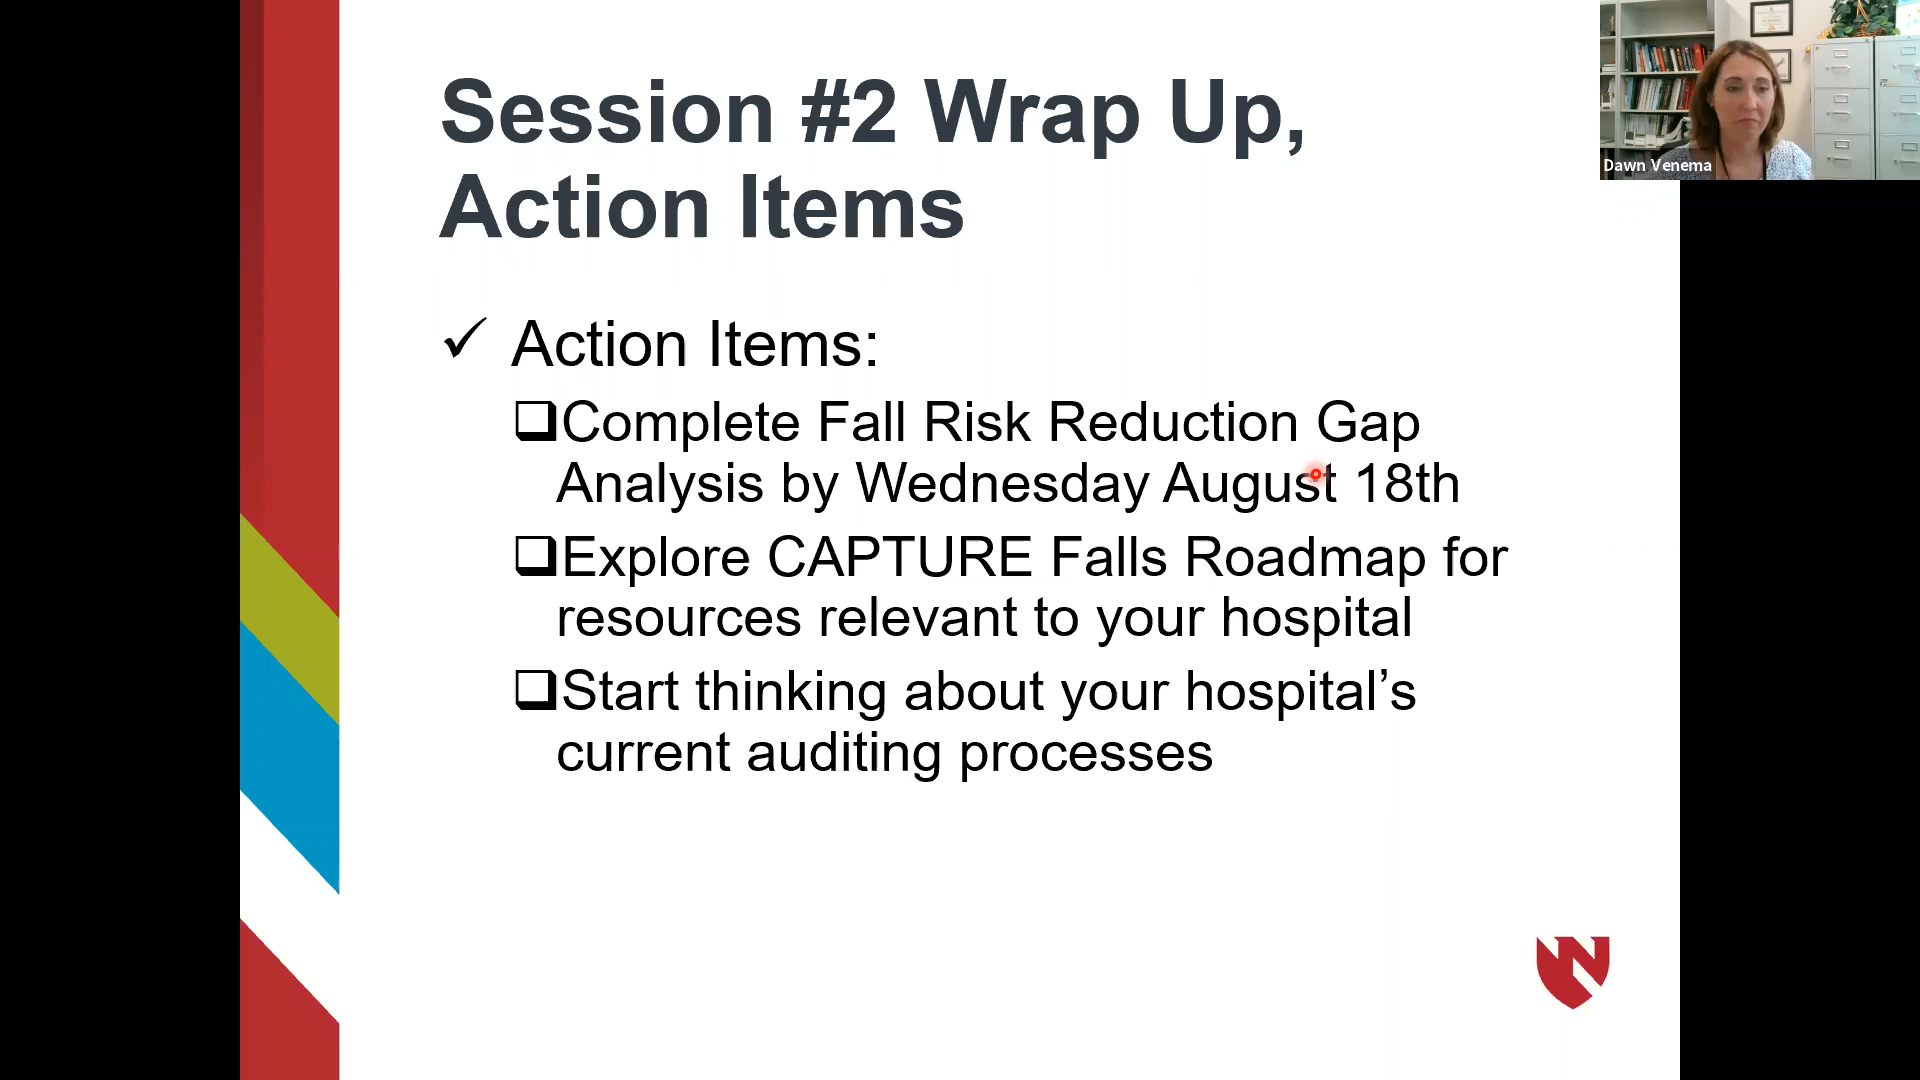 Session #2 Wrap Up,
Action Items
✓ Action Items:
❑Complete Fall Risk Reduction Gap
Analysis by Wednesday August 18th
❑Explore CAPTURE Falls Roadmap for
resources relevant to your hospital
❑Start thinking about your hospital’s
current auditing processes
Dawn Venema